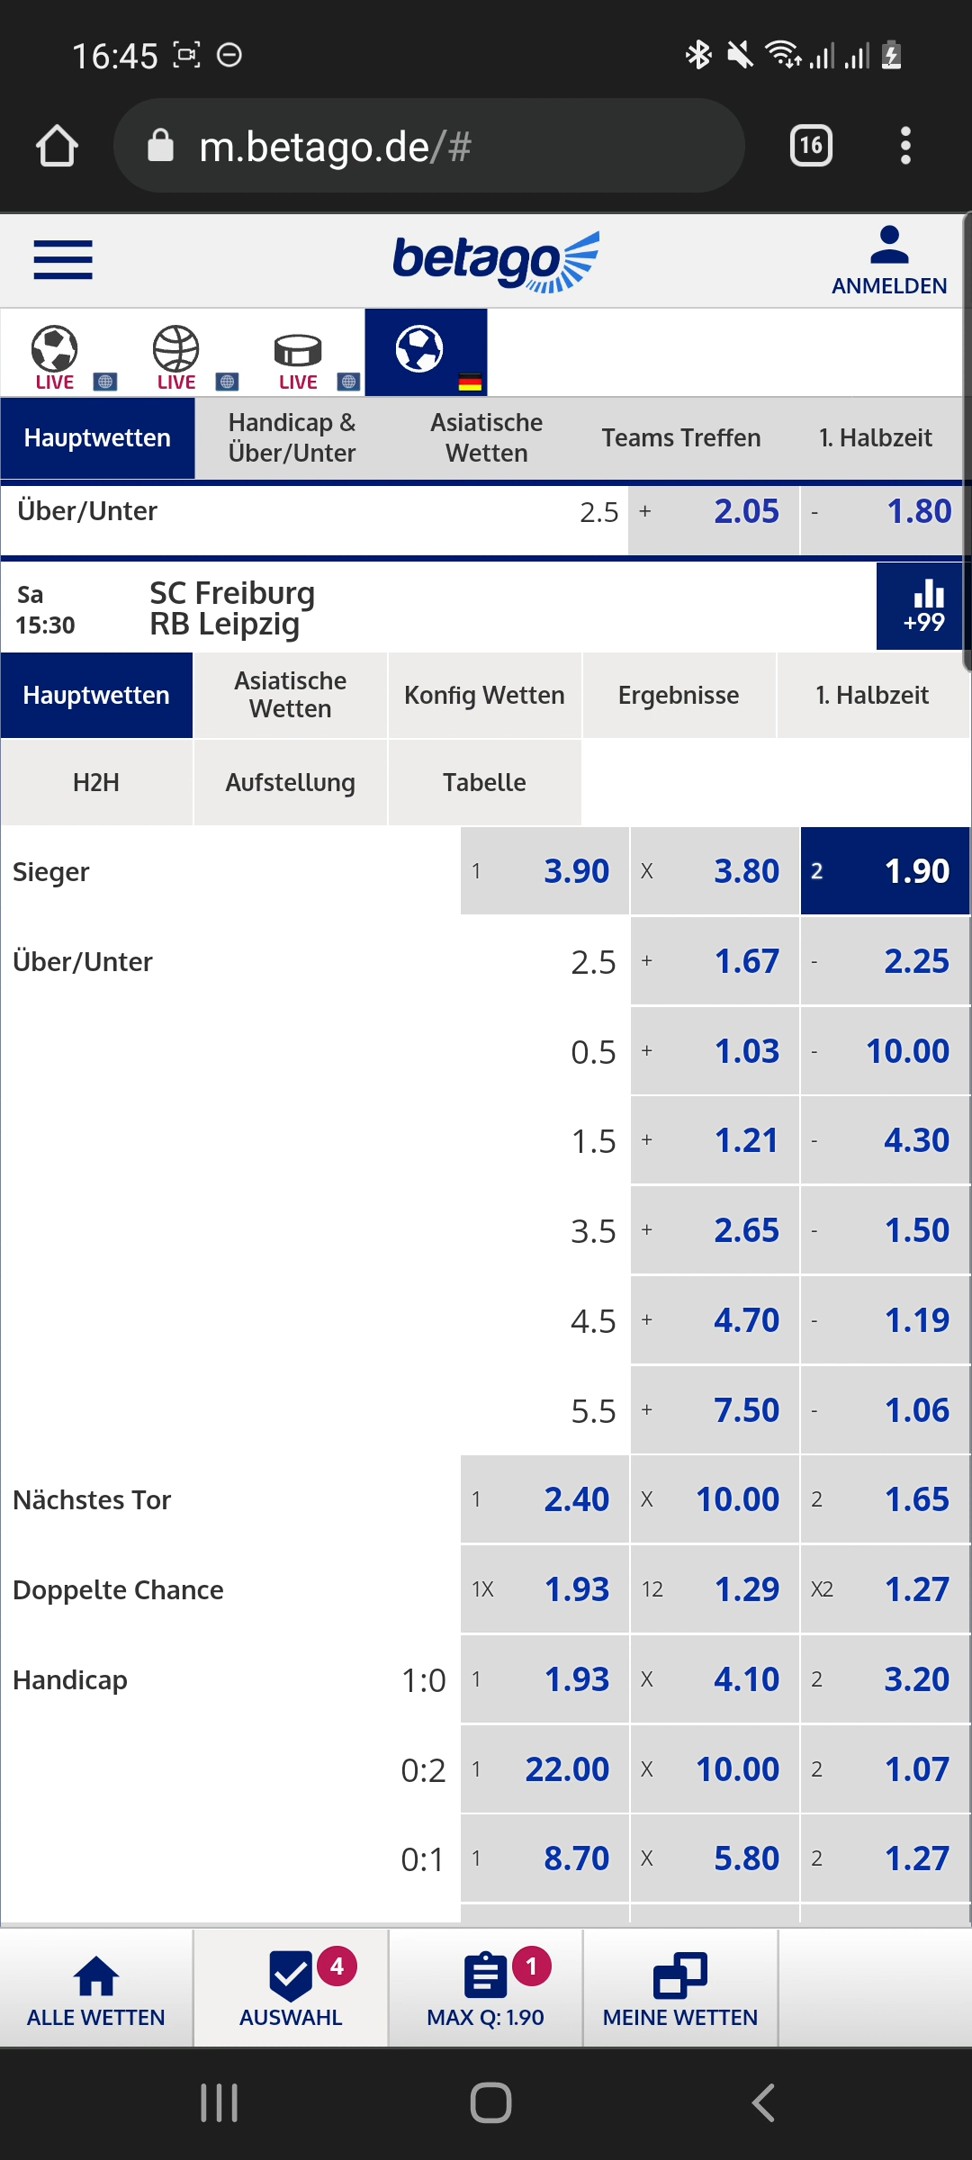 16:45
m.betago.de/#
16
betago
ANMELDEN
LIVE LIVE LIVE
Hauptwetten Handicap & Über/Unter Asiatische Wetten Teams Treffen 1. Halbzeit
Über/Unter 2.5 + 2.05 - 1.80
Sa 15:30
SC Freiburg
RB Leipzig
+99
Hauptwetten Asiatische Wetten Konfig Wetten Ergebnisse 1. Halbzeit
H2H Aufstellung Tabelle
Sieger 1 3.90 X 3.80 2 1.90
Über/Unter 2.5 + 1.67 - 2.25
0.5 + 1.03 - 10.00
1.5 + 1.21 - 4.30
3.5 + 2.65 - 1.50
4.5 + 4.70 - 1.19
5.5 + 7.50 - 1.06
Nächstes Tor 1 2.40 X 10.00 2 1.65
Doppelte Chance 1X 1.93 12 1.29 X2 1.27
Handicap 1:0 1 1.93 X 4.10 2 3.20
0:2 1 22.00 X 10.00 2 1.07
0:1 1 8.70 X 5.80 2 1.27
4 1
ALLE WETTEN AUSWAHL MAX Q: 1.90 MEINE WETTEN